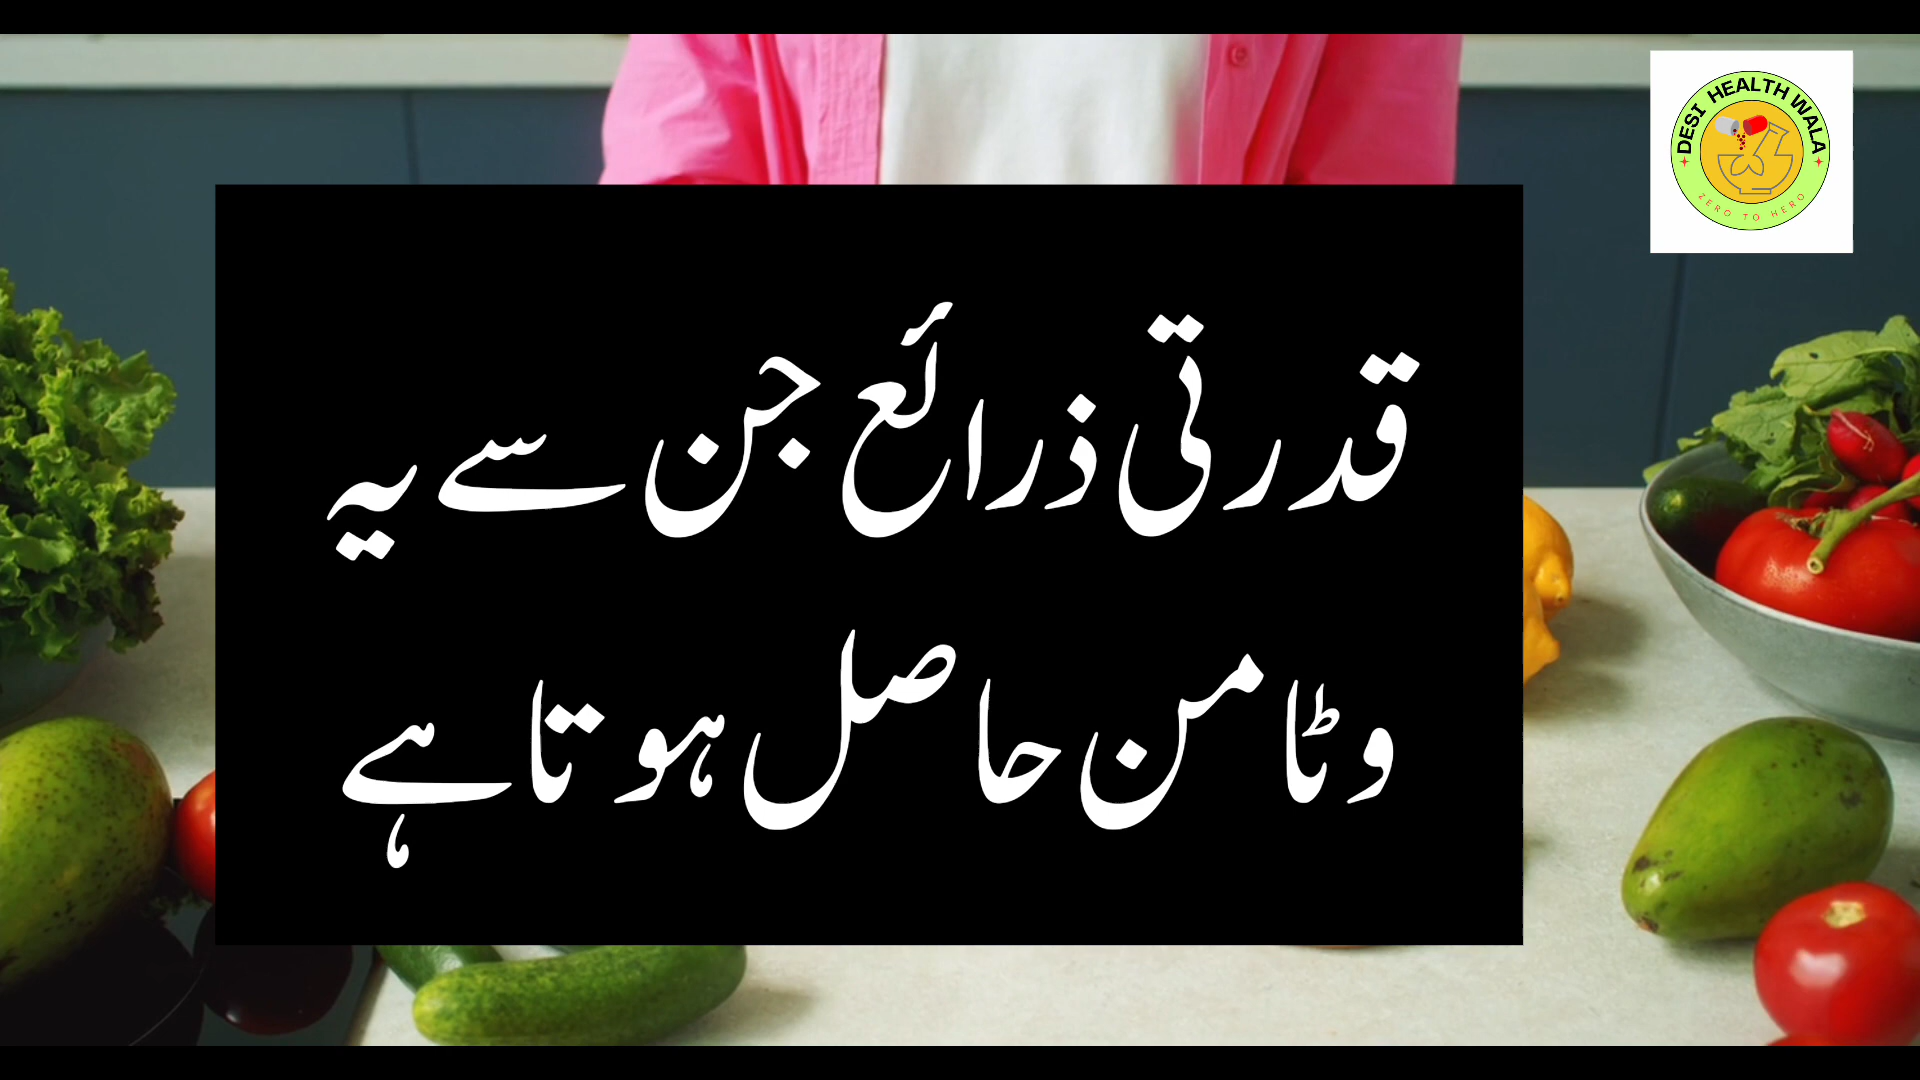 DESI HEALTH WALA
ZERO TO HERO
قدرتی ذرائع جن سے یہ
وٹامن حاصل ہوتا ہے